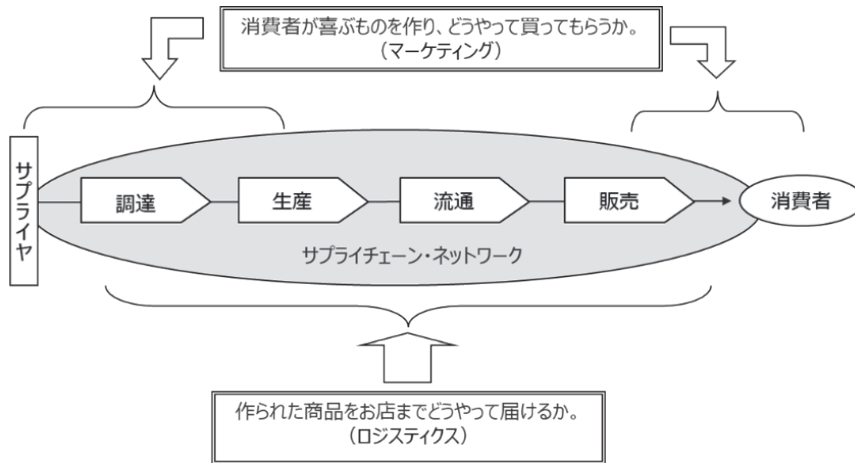 消費者が喜ぶものを作り、どうやって買ってもらうか。
（マーケティング）
サプライヤ
調達
生産
流通
販売
消費者
サプライチェーン・ネットワーク
作られた商品をお店までどうやって届けるか。
（ロジスティクス）